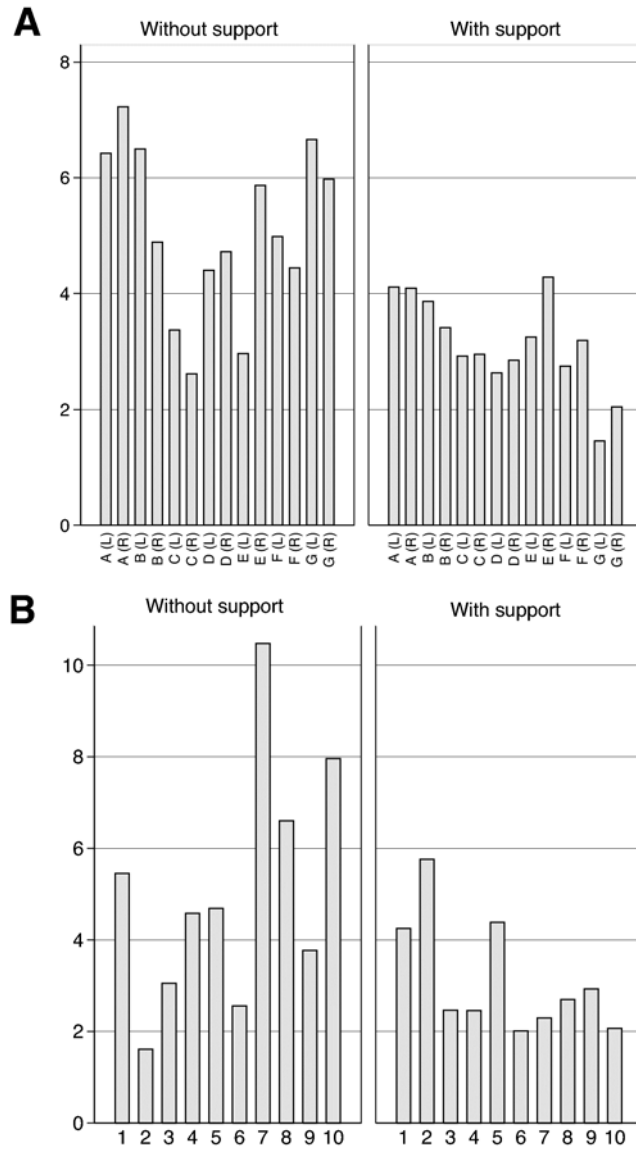 A
Without support
With support
8
6
4
2
0
A (L)
A (R)
B (L)
B (R)
C (L)
C (R)
D (L)
D (R)
E (L)
E (R)
F (L)
F (R)
G (L)
G (R)
A (L)
A (R)
B (L)
B (R)
C (L)
C (R)
D (L)
D (R)
E (L)
E (R)
F (L)
F (R)
G (L)
G (R)
B
Without support
With support
10
8
6
4
2
0
1 2 3 4 5 6 7 8 9 10
1 2 3 4 5 6 7 8 9 10